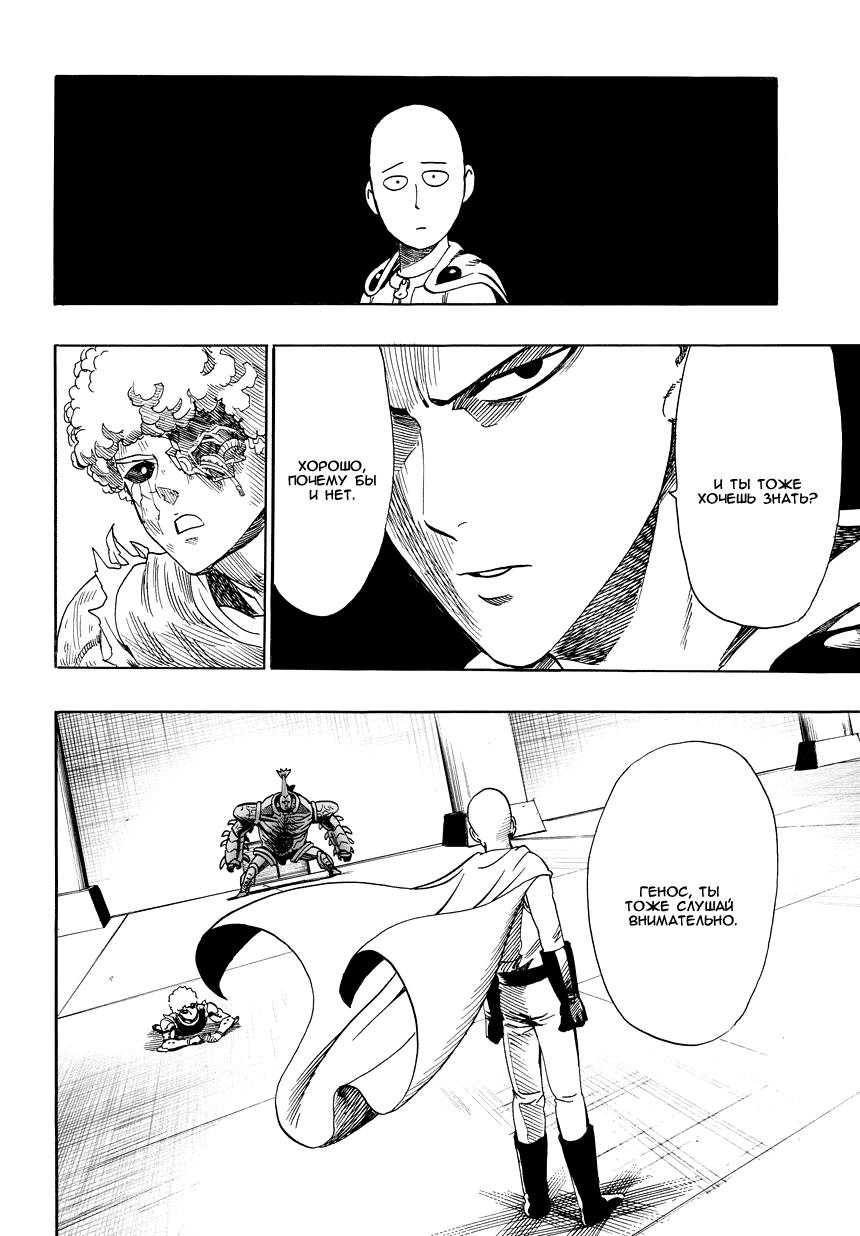 И ТЫ ТОЖЕ
ХОЧЕШЬ ЗНАТЬ?
ХОРОШО,
ПОЧЕМУ БЫ
И НЕТ.
ГЕНОС, ТЫ
ТОЖЕ СЛУШАЙ
ВНИМАТЕЛЬНО.